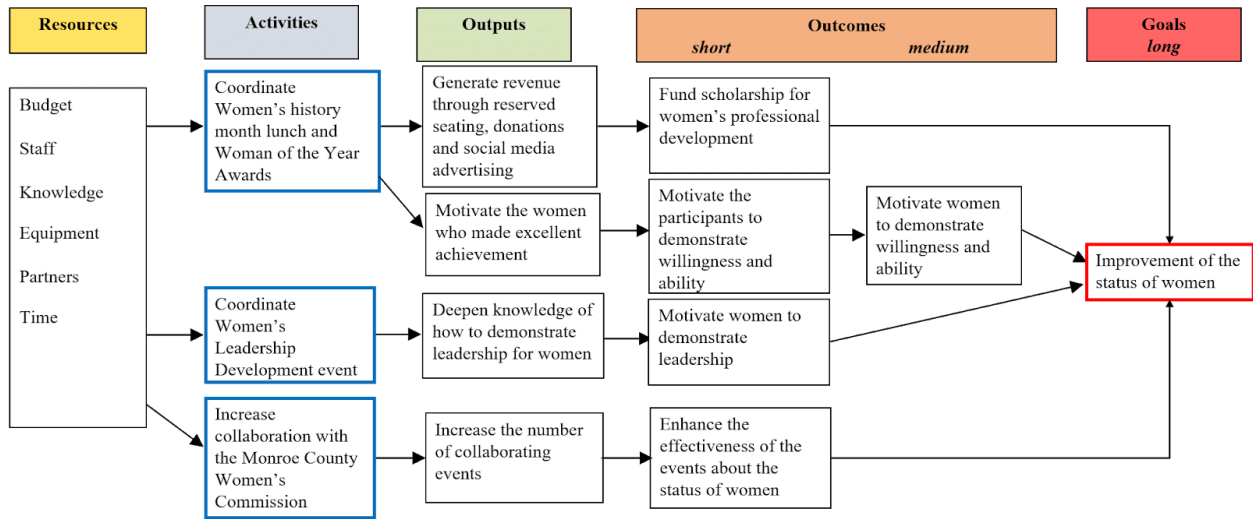 Resources
Activities
Outputs
Outcomes
short medium
Goals
long
Budget
Staff
Knowledge
Equipment
Partners
Time
Coordinate
Women's history
month lunch and
Woman of the Year
Awards
Generate revenue
through reserved
seating, donations
and social media
advertising
Fund scholarship for
women's professional
development
Motivate the women
who made excellent
achievement
Motivate the
participants to
demonstrate
willingness and
ability
Motivate women
to demonstrate
willingness and
ability
Improvement of the
status of women
Coordinate
Women's
Leadership
Development event
Deepen knowledge of
how to demonstrate
leadership for women
Motivate women to
demonstrate
leadership
Increase
collaboration with
the Monroe County
Women's
Commission
Increase the number
of collaborating
events
Enhance the
effectiveness of the
events about the
status of women